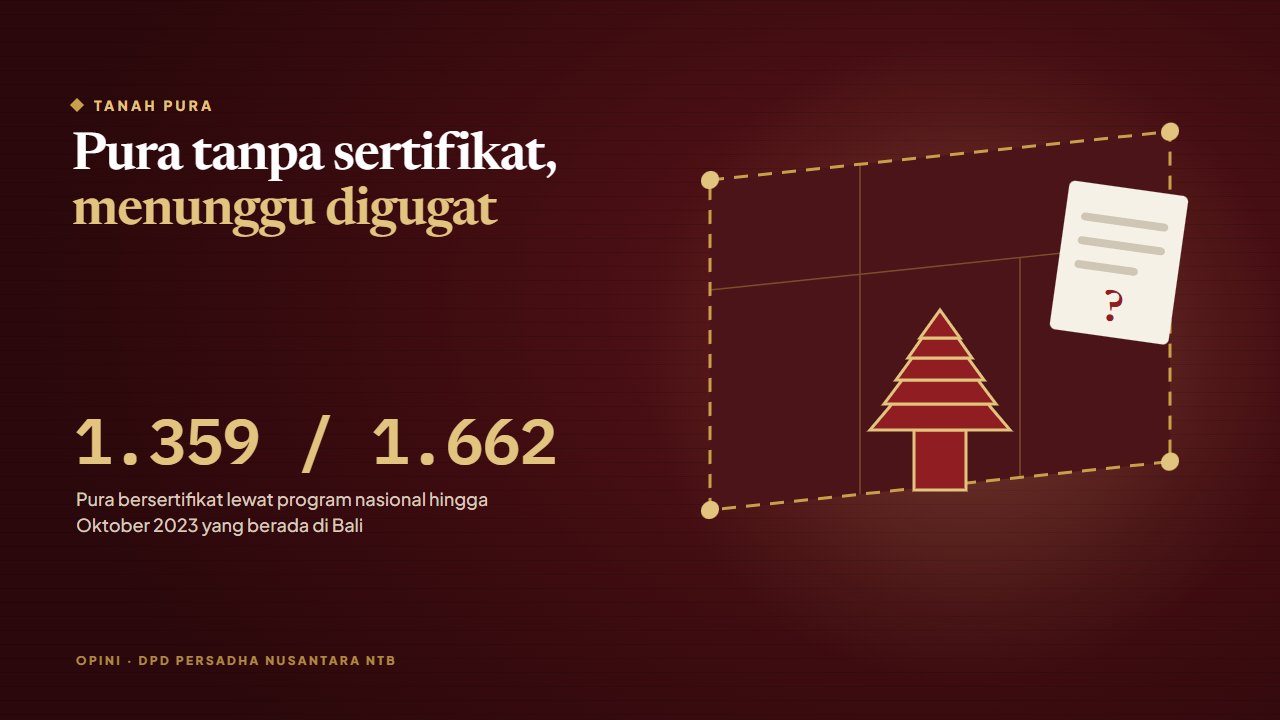 TANAH PURA
Pura tanpa sertifikat,
menunggu digugat
1.359 / 1.662
Pura bersertifikat lewat program nasional hingga
Oktober 2023 yang berada di Bali
?
OPINI · DPD PERSADHA NUSANTARA NTB